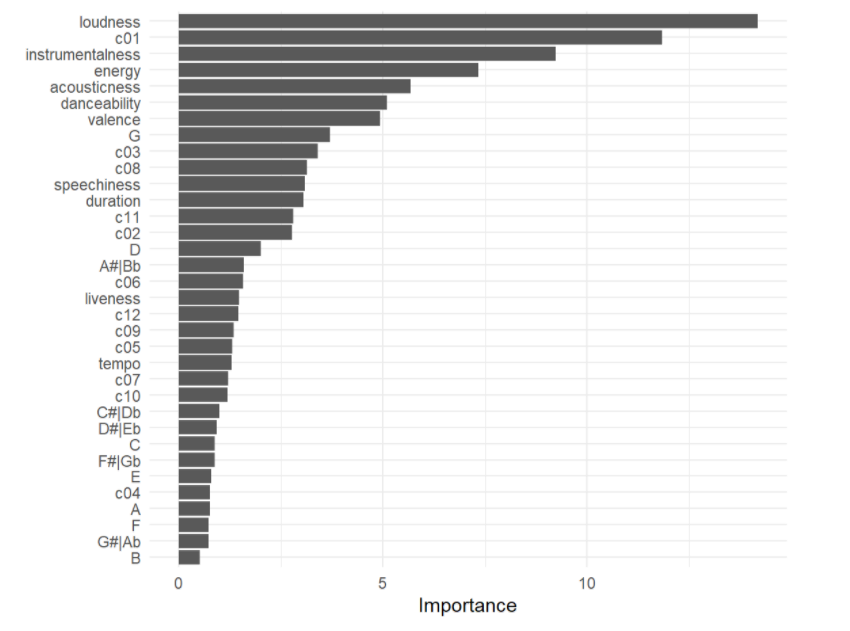 loudness
c01
instrumentalness
energy
acousticness
danceability
valence
G
c03
c08
speechiness
duration
c11
c02
D
A#|Bb
c06
liveness
c12
c09
c05
tempo
c07
c10
C#|Db
D#|Eb
C
F#|Gb
E
c04
A
F
G#|Ab
B
0 5 10
Importance